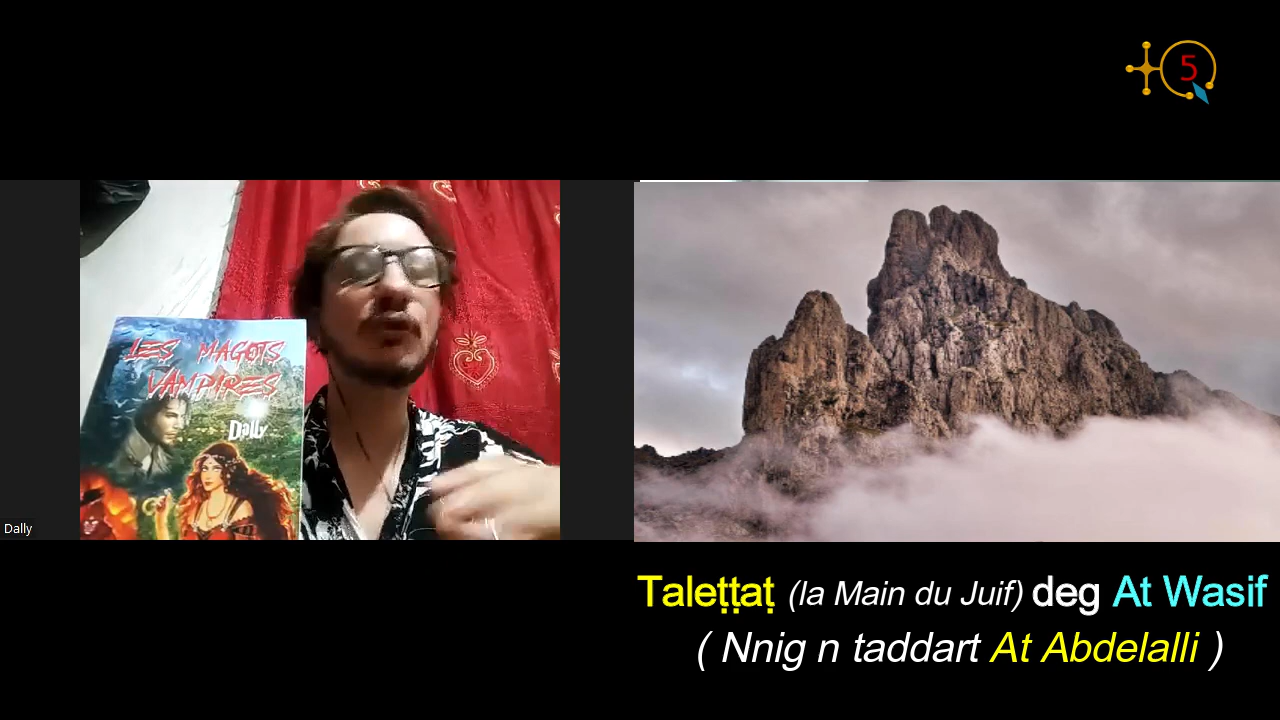 5
LES MAGOTS
VAMPIRES
Dally
Dally
Taleṭṭaṭ (la Main du Juif) deg At Wasif
( Nnig n taddart At Abdelalli )